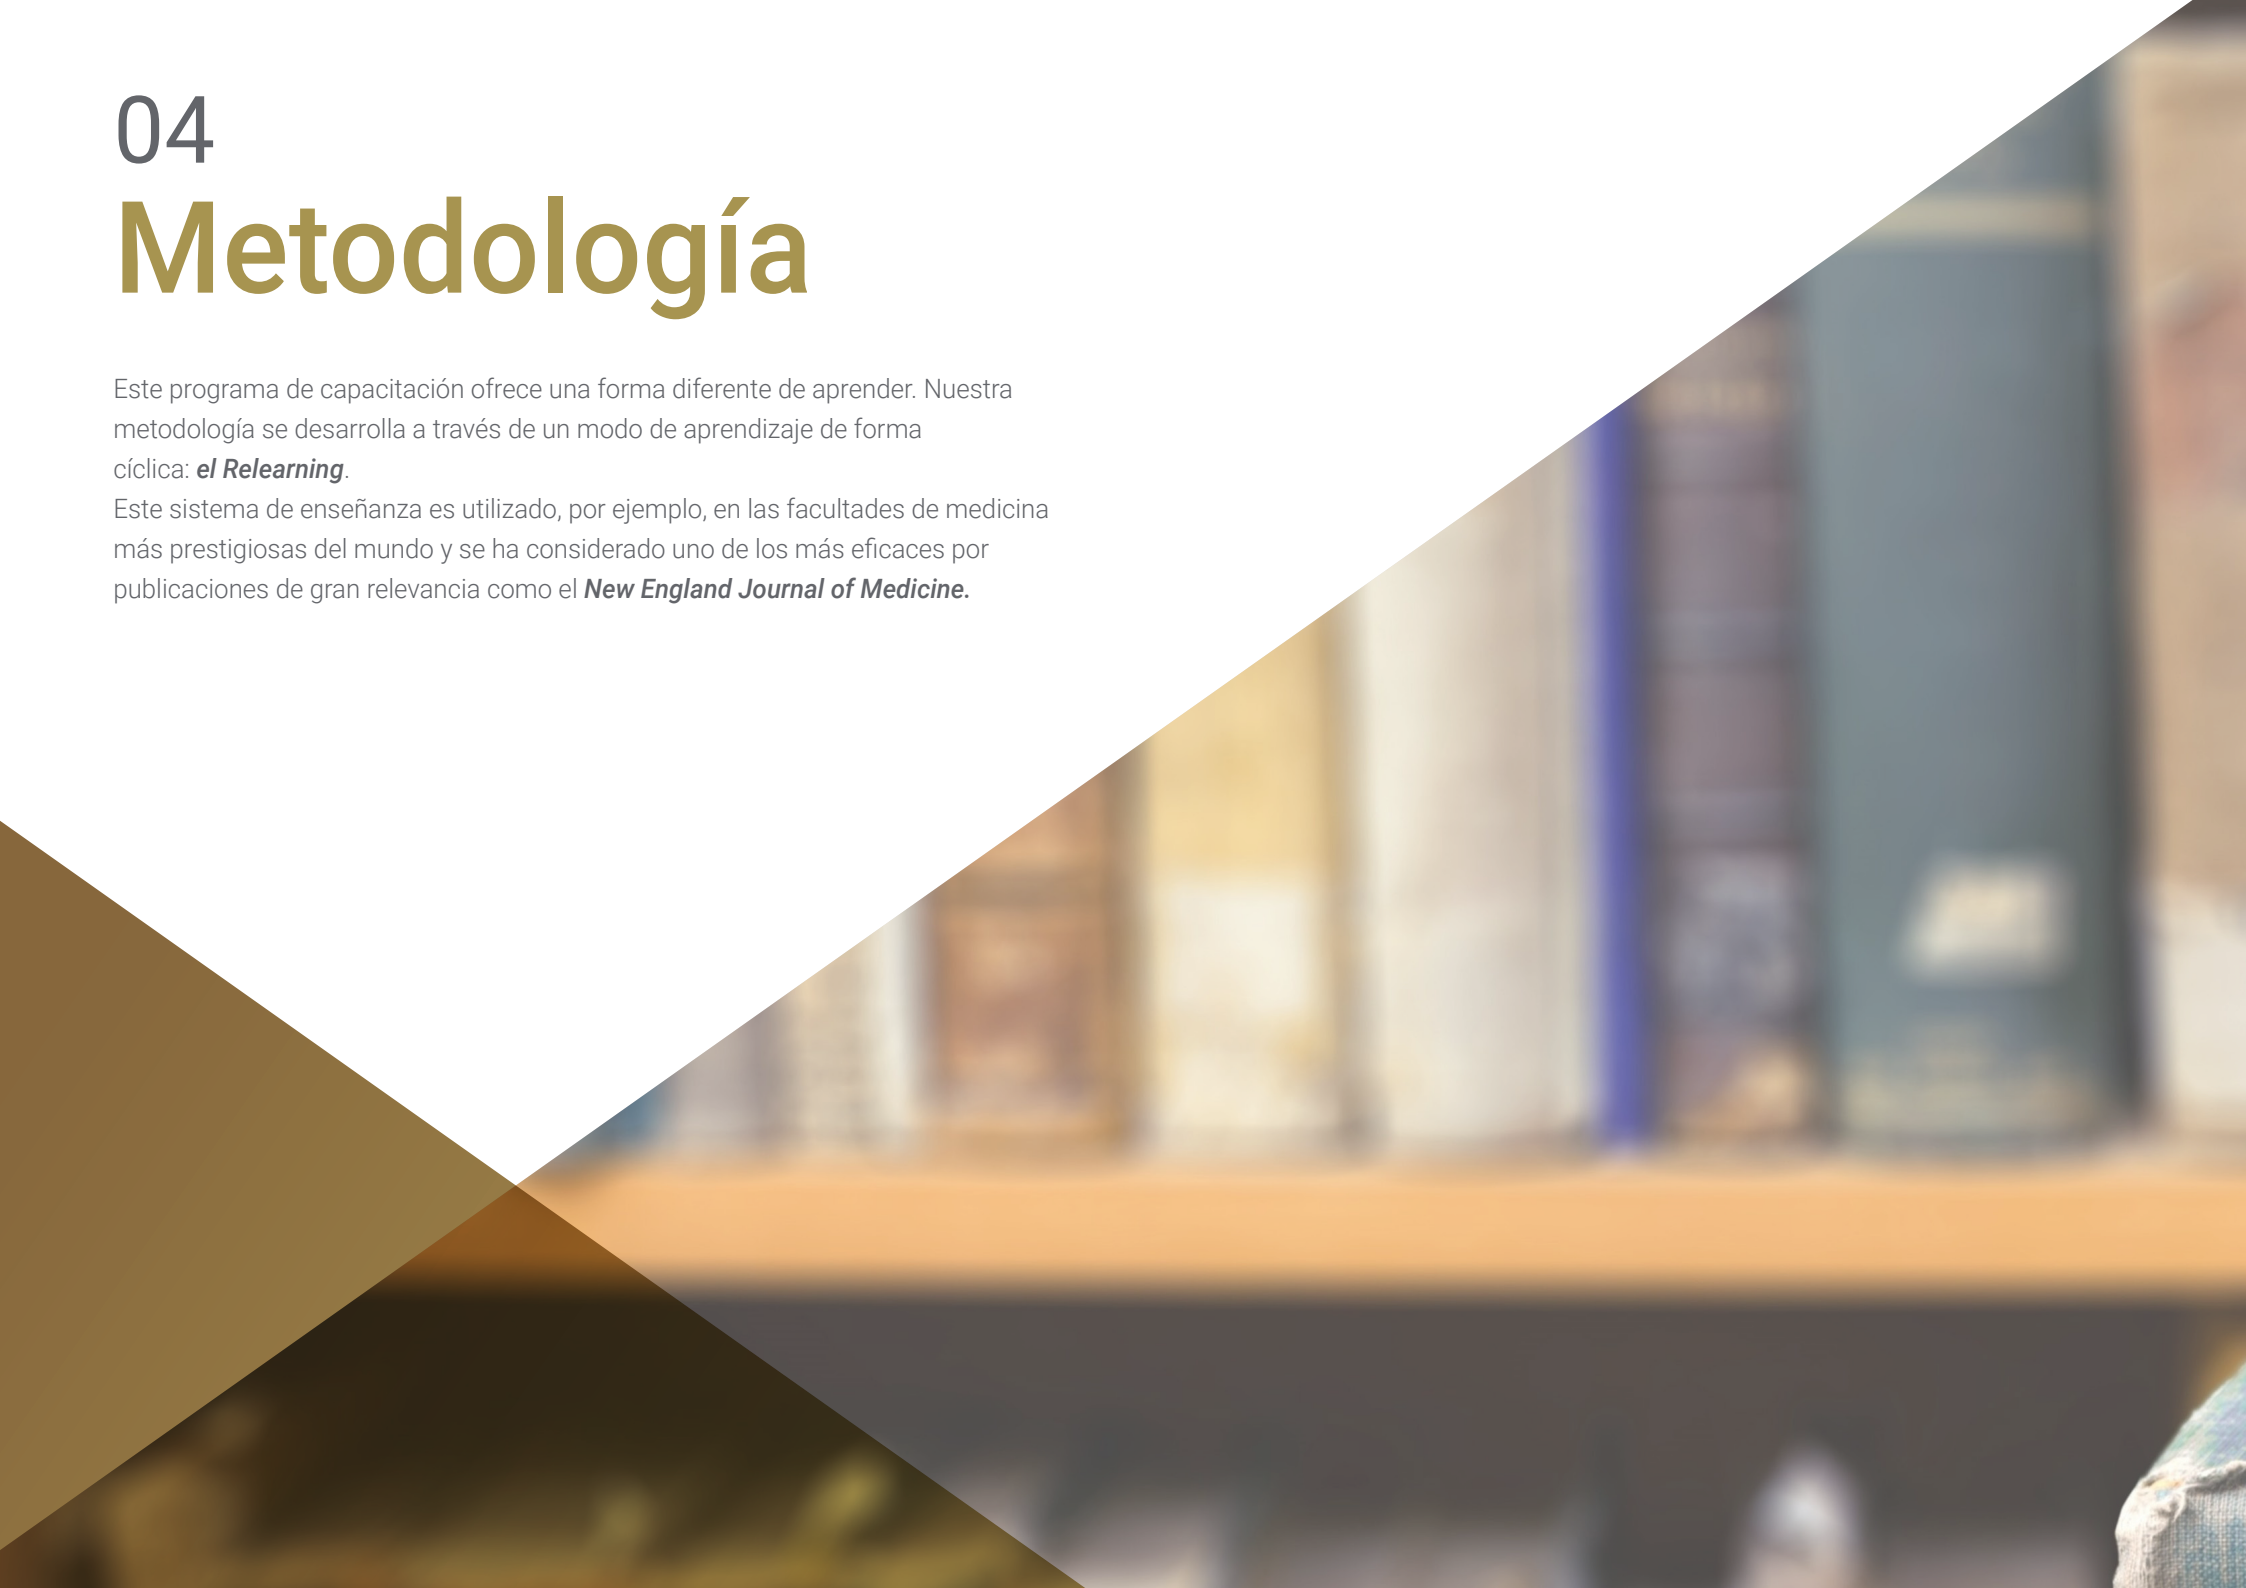 04
Metodología
Este programa de capacitación ofrece una forma diferente de aprender. Nuestra
metodología se desarrolla a través de un modo de aprendizaje de forma
cíclica: el Relearning.
Este sistema de enseñanza es utilizado, por ejemplo, en las facultades de medicina
más prestigiosas del mundo y se ha considerado uno de los más eficaces por
publicaciones de gran relevancia como el New England Journal of Medicine.